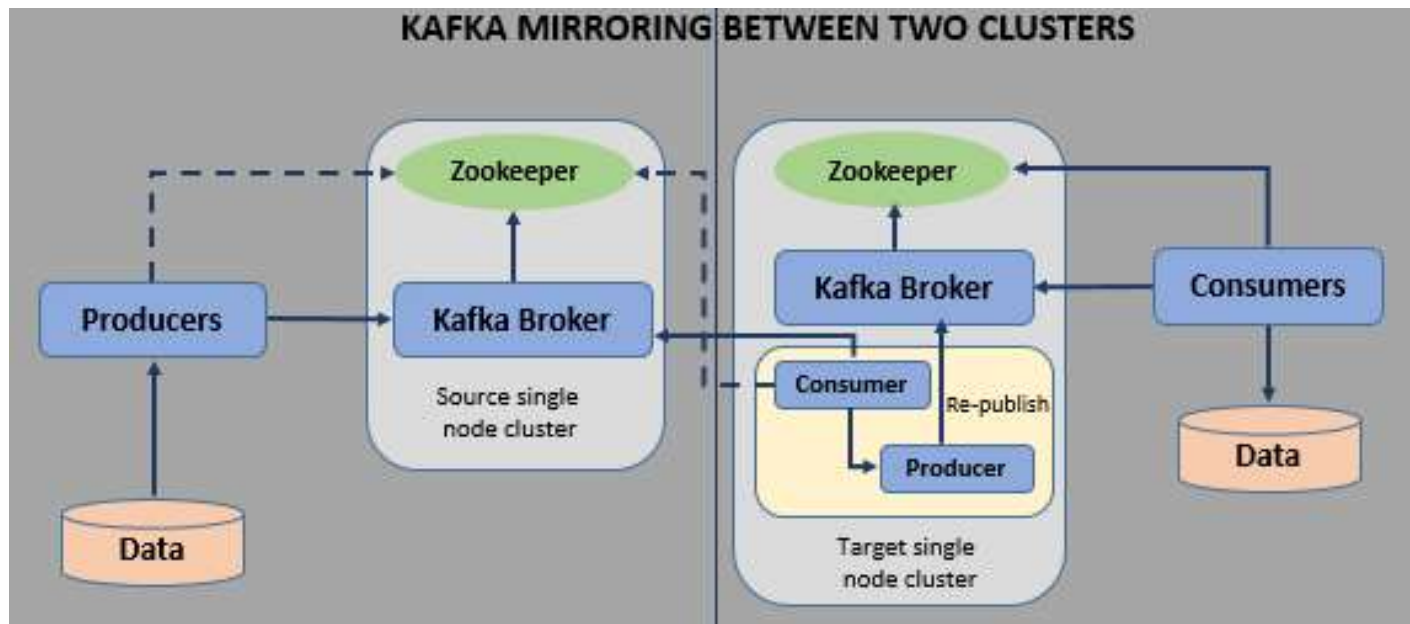 KAFKA MIRRORING BETWEEN TWO CLUSTERS
Zookeeper
Producers
Kafka Broker
Source single
node cluster
Data
Zookeeper
Kafka Broker
Consumers
Consumer
Re-publish
Producer
Data
Target single
node cluster